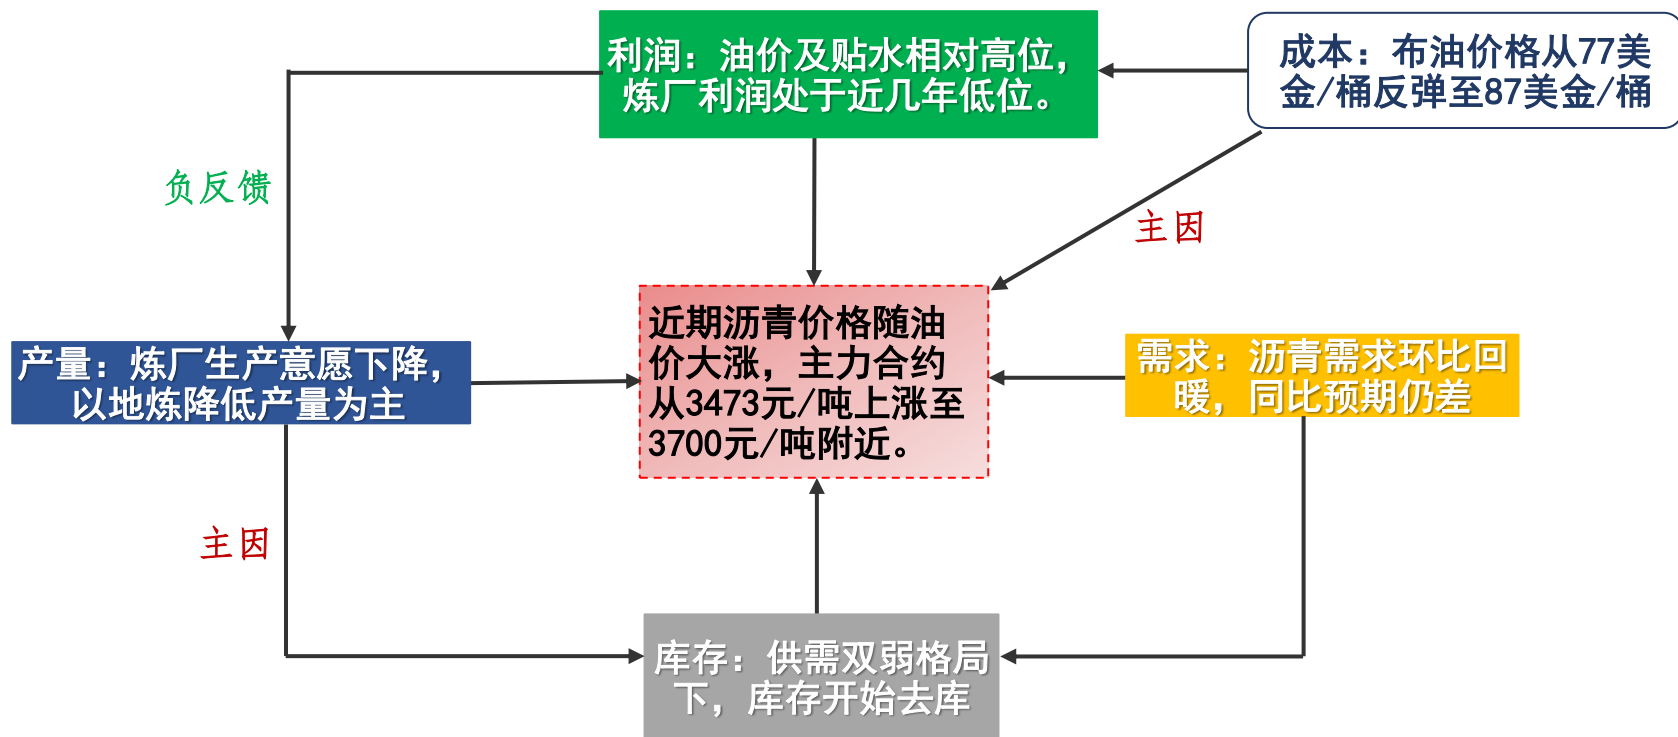 利润：油价及贴水相对高位，
炼厂利润处于近几年低位。
成本：布油价格从77美
金/桶反弹至87美金/桶
负反馈
主因
近期沥青价格随油
价大涨，主力合约
从3473元/吨上涨至
3700元/吨附近。
产量：炼厂生产意愿下降，
以地炼降低产量为主
需求：沥青需求环比回
暖，同比预期仍差
主因
库存：供需双弱格局
下，库存开始去库